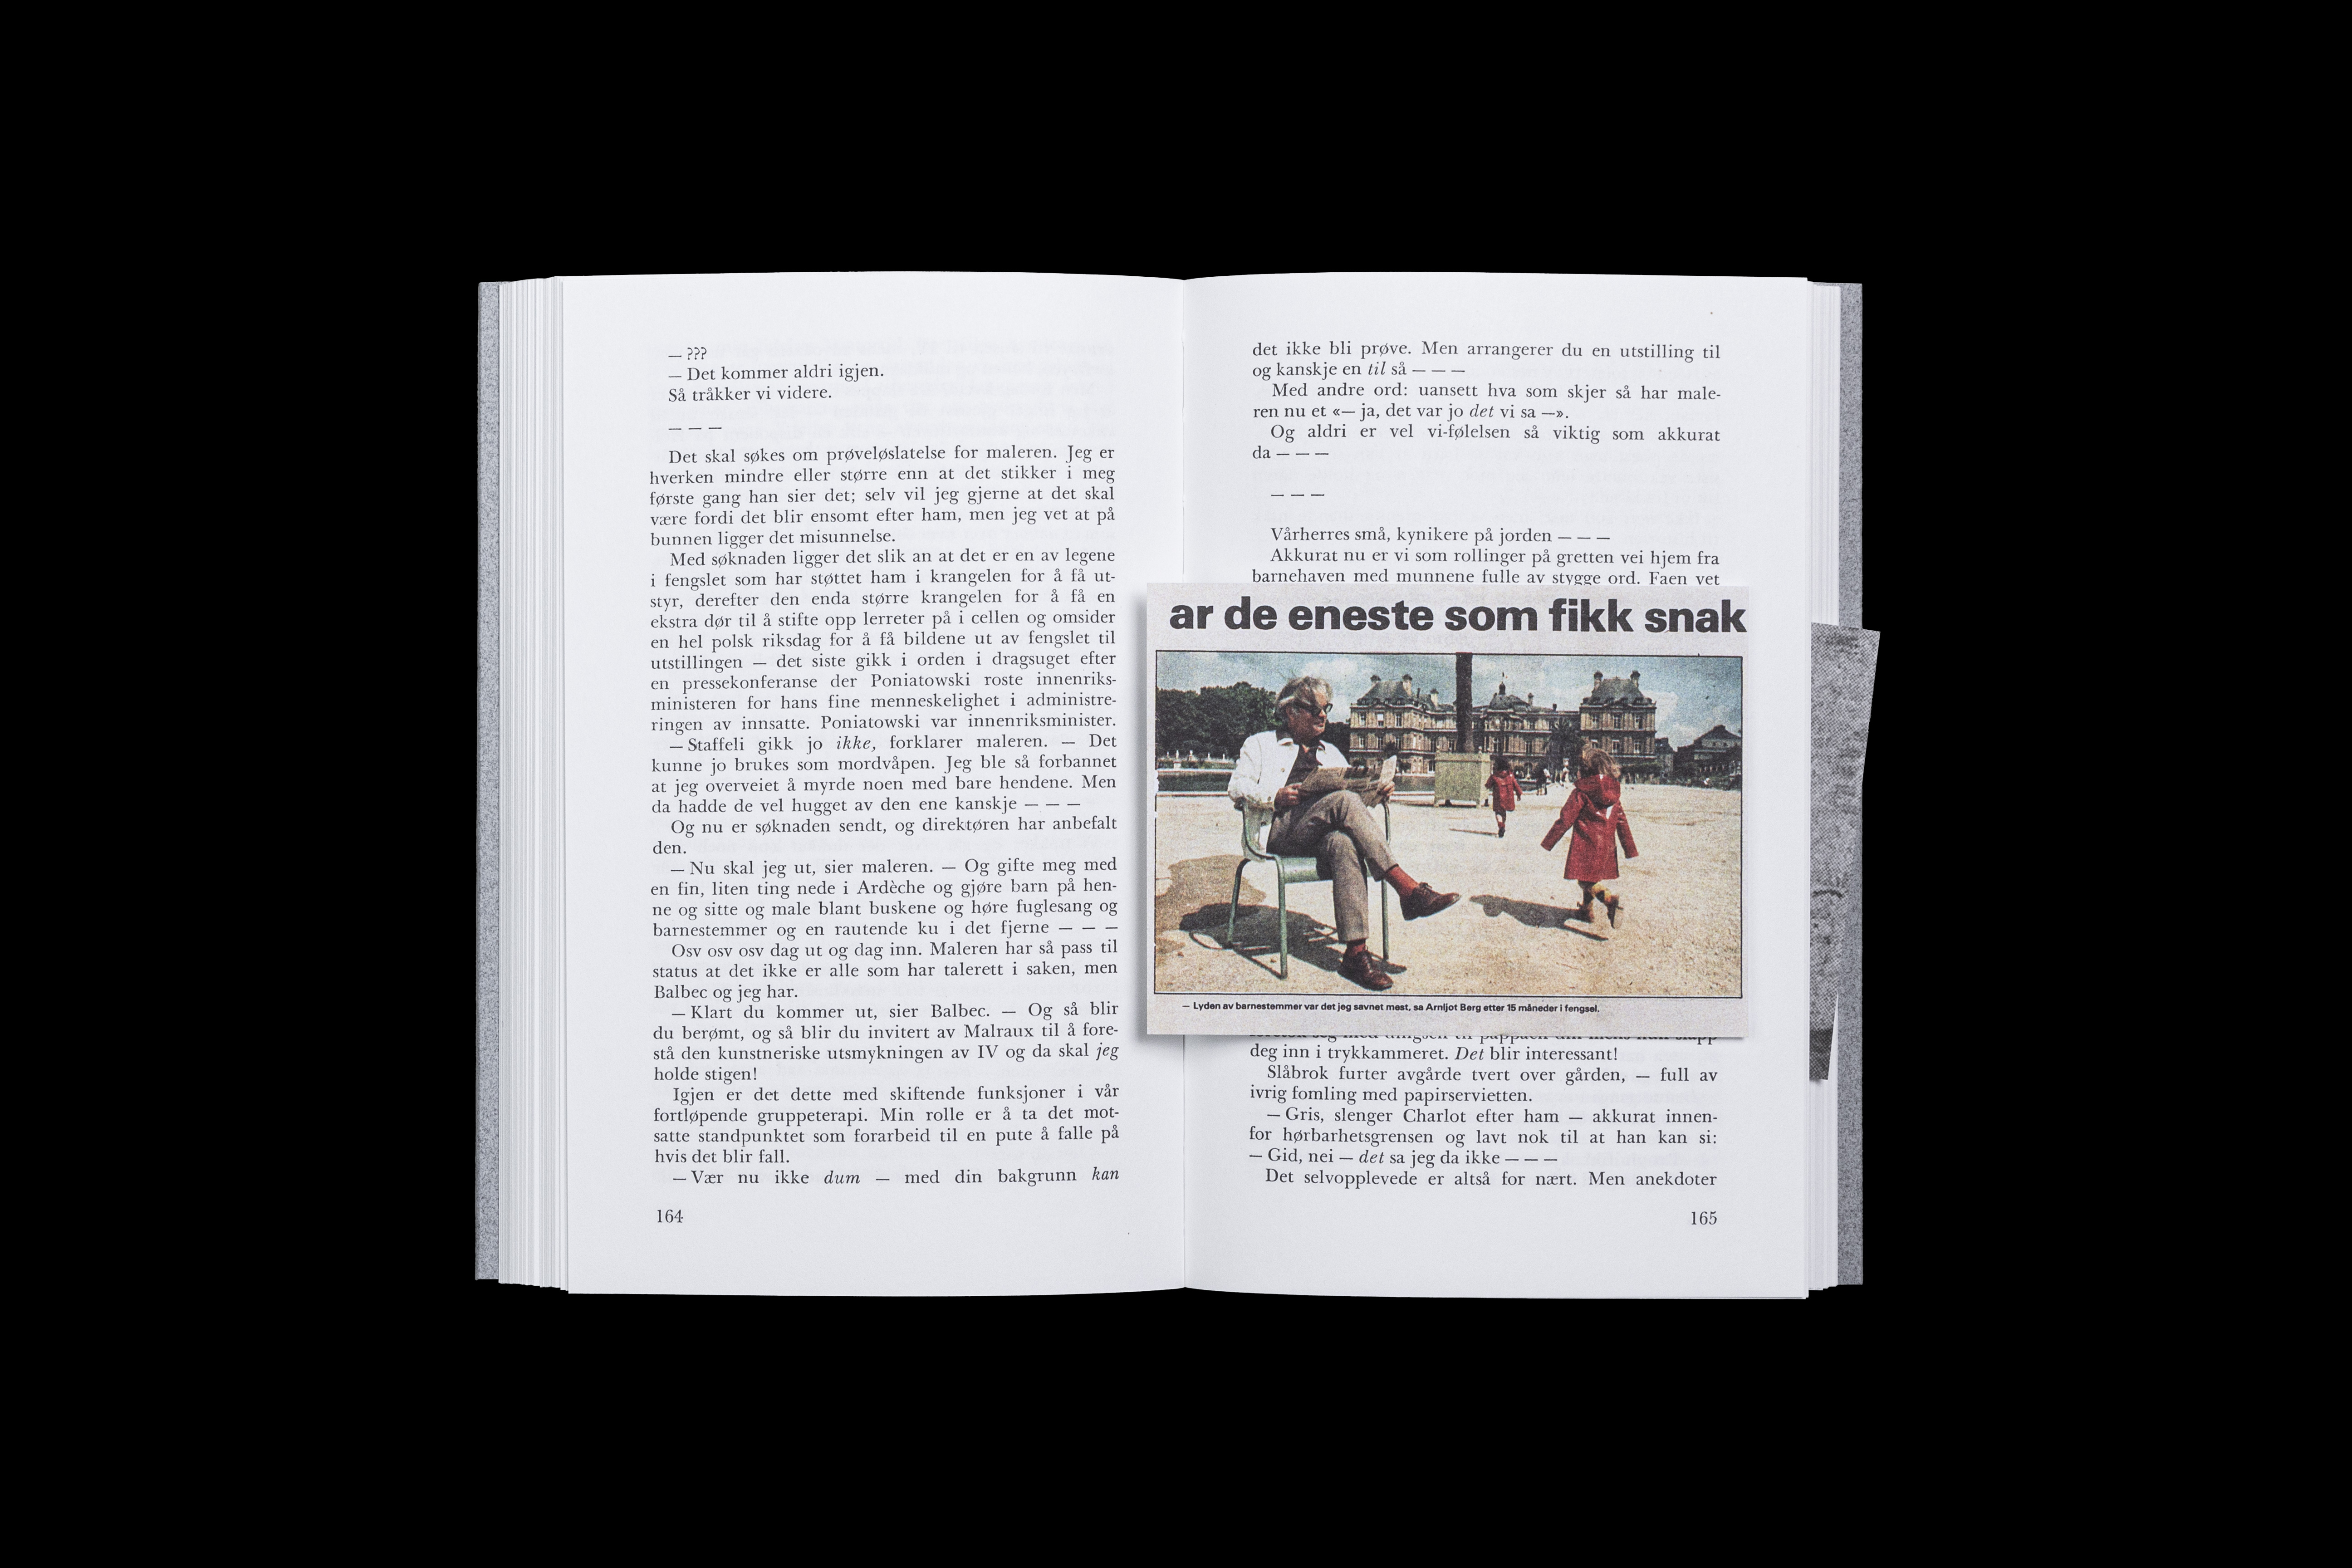 — ???
— Det kommer aldri igjen.
Så tråkker vi videre.
— — —
Det skal søkes om prøveløslatelse for maleren. Jeg er
hverken mindre eller større enn at det stikker i meg
første gang han sier det; selv vil jeg gjerne at det skal
være fordi det blir ensomt efter ham, men jeg vet at på
bunnen ligger det misunnelse.
Med søknaden ligger det slik an at det er en av legene
i fengslet som har støttet ham i krangelen for å få ut-
styr, derefter den enda større krangelen for å få en
ekstra dør til å stifte opp lerreter på i cellen og omsider
en hel polsk riksdag for å få bildene ut av fengslet til
utstillingen — det siste gikk i orden i dragsuget efter
en pressekonferanse der Poniatowski roste innenriks-
ministeren for hans fine menneskelighet i administre-
ringen av innsatte. Poniatowski var innenriksminister.
— Staffeli gikk jo ikke, forklarer maleren. — Det
kunne jo brukes som mordvåpen. Jeg ble så forbannet
at jeg overveiet å myrde noen med bare hendene. Men
da hadde de vel hugget av den ene kanskje — — —
Og nu er søknaden sendt, og direktøren har anbefalt
den.
— Nu skal jeg ut, sier maleren. — Og gifte meg med
en fin, liten ting nede i Ardèche og gjøre barn på hen-
ne og sitte og male blant buskene og høre fuglesang og
barnestemmer og en rautende ku i det fjerne — — —
Osv osv osv dag ut og dag inn. Maleren har så pass til
status at det ikke er alle som har talerett i saken, men
Balbec og jeg har.
— Klart du kommer ut, sier Balbec. — Og så blir
du berømt, og så blir du invitert av Malraux til å fore-
stå den kunstneriske utsmykningen av IV og da skal jeg
holde stigen!
Igjen er det dette med skiftende funksjoner i vår
fortløpende gruppeterapi. Min rolle er å ta det mot-
satte standpunktet som forarbeid til en pute å falle på
hvis det blir fall.
— Vær nu ikke dum — med din bakgrunn kan
164
det ikke bli prøve. Men arrangerer du en utstilling til
og kanskje en til så — — —
Med andre ord: uansett hva som skjer så har male-
ren nu et «— ja, det var jo det vi sa —».
Og aldri er vel vi-følelsen så viktig som akkurat
da — — —
— — —
Vårherres små, kynikere på jorden — — —
Akkurat nu er vi som rollinger på gretten vei hjem fra
barnehaven med munnene fulle av stygge ord. Faen vet
ar de eneste som fikk snak
— Lyden av barnestemmer var det jeg savnet mest, sa Arnljot Berg etter 15 måneder i fengsel.
deg inn i trykkammeret. Det blir interessant!
Slåbrok furter avgårde tvert over gården, — full av
ivrig fomling med papirservietten.
— Gris, slenger Charlot efter ham — akkurat innen-
for hørbarhetsgrensen og lavt nok til at han kan si:
— Gid, nei — det sa jeg da ikke — — —
Det selvopplevede er altså for nært. Men anekdoter
165